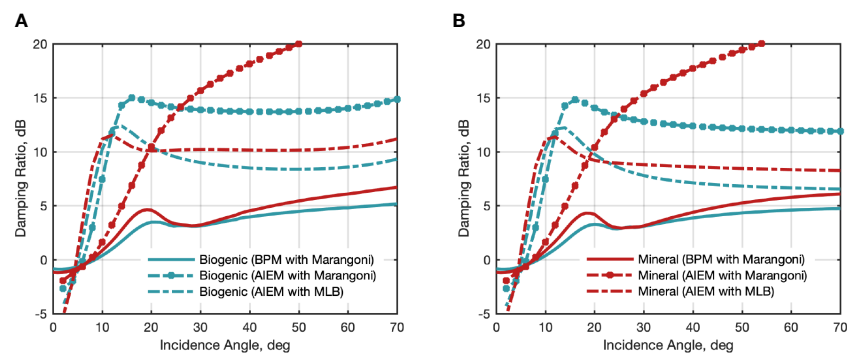 A
B
20
15
10
5
0
-5
Damping Ratio, dB
Biogenic (BPM with Marangoni)
Biogenic (AIEM with Marangoni)
Biogenic (AIEM with MLB)
0 10 20 30 40 50 60 70
Incidence Angle, deg
20
15
10
5
0
-5
Damping Ratio, dB
Mineral (BPM with Marangoni)
Mineral (AIEM with Marangoni)
Mineral (AIEM with MLB)
0 10 20 30 40 50 60 70
Incidence Angle, deg